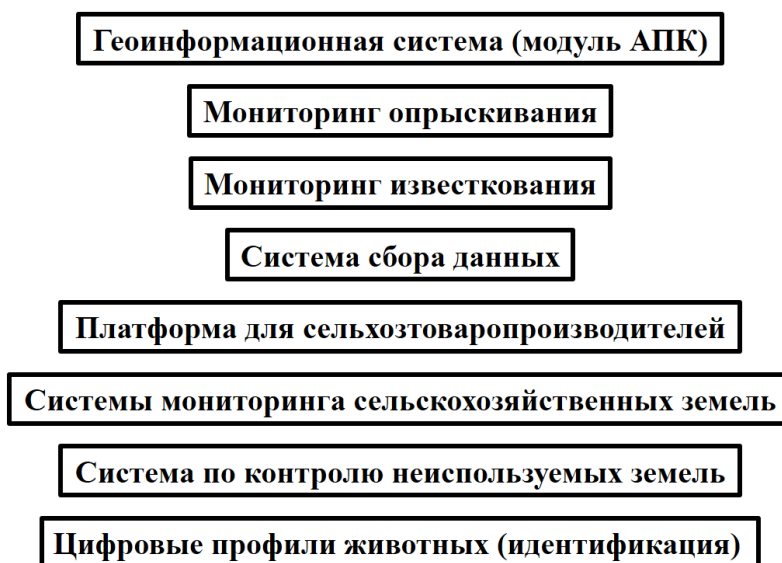 Геоинформационная система (модуль АПК)
Мониторинг опрыскивания
Мониторинг известкования
Система сбора данных
Платформа для сельхозтоваропроизводителей
Системы мониторинга сельскохозяйственных земель
Система по контролю неиспользуемых земель
Цифровые профили животных (идентификация)